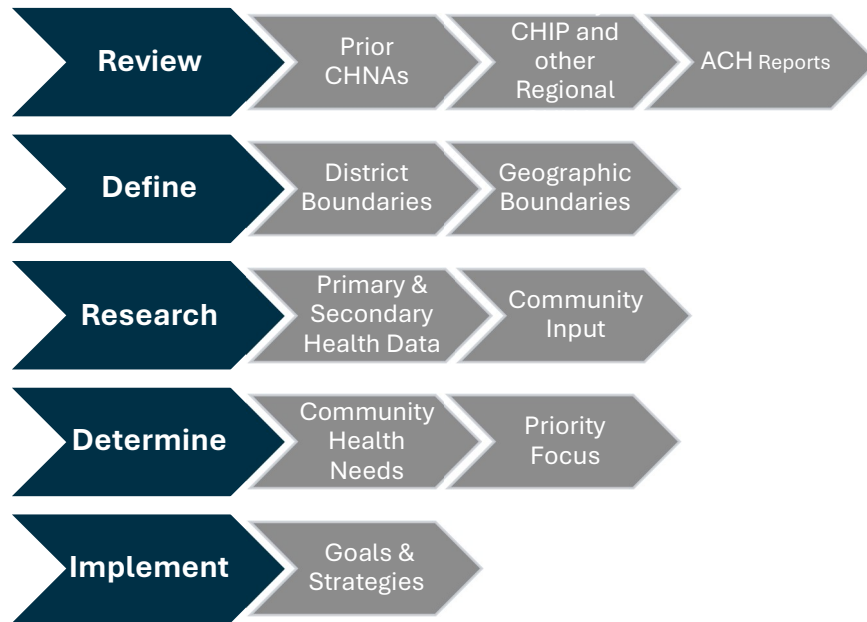 Review
Prior
CHNAs
CHIP and
other
Regional
ACH Reports
Define
District
Boundaries
Geographic
Boundaries
Research
Primary &
Secondary
Health Data
Community
Input
Determine
Community
Health
Needs
Priority
Focus
Implement
Goals &
Strategies